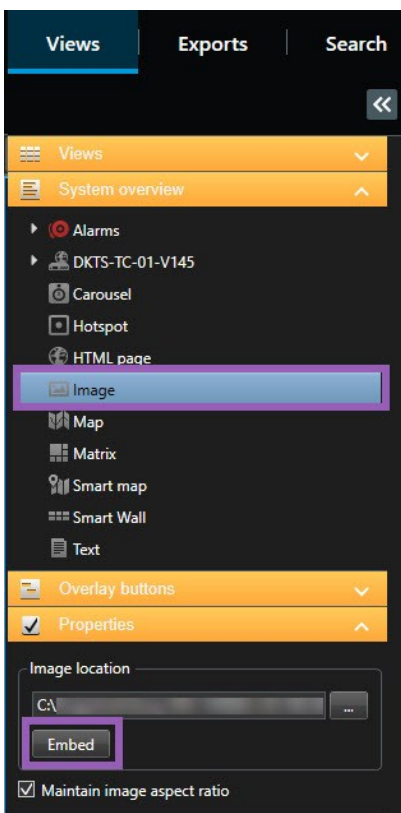 Views Exports Search
Views
System overview
Alarms
DKTS-TC-01-V145
Carousel
Hotspot
HTML page
Image
Map
Matrix
Smart map
Smart Wall
Text
Overlay buttons
Properties
Image location
C:\
...
Embed
Maintain image aspect ratio